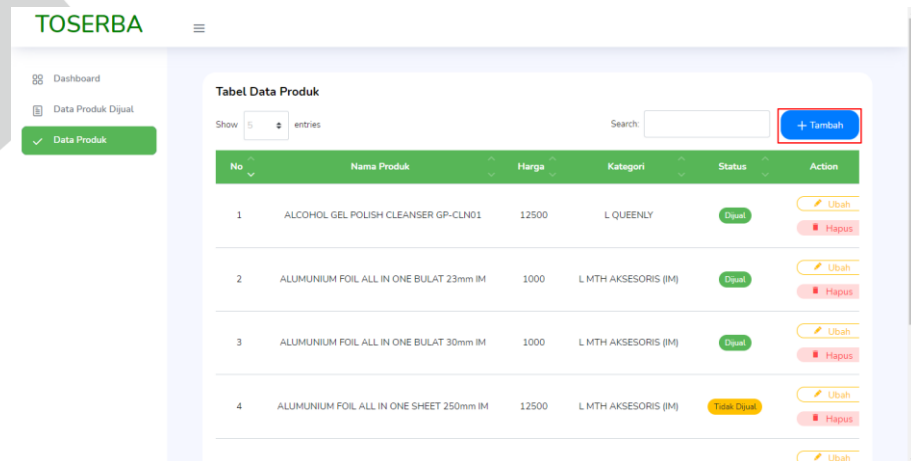 TOSERBA
Dashboard
Data Produk Dijual
Data Produk
Tabel Data Produk
Show 5 entries Search: + Tambah
No Nama Produk Harga Kategori Status Action
1 ALCOHOL GEL POLISH CLEANSER GP-CLN01 12500 L QUEENLY Dijual Ubah
Hapus
2 ALUMUNIUM FOIL ALL IN ONE BULAT 23mm IM 1000 L MTH AKSESORIS (IM) Dijual Ubah
Hapus
3 ALUMUNIUM FOIL ALL IN ONE BULAT 30mm IM 1000 L MTH AKSESORIS (IM) Dijual Ubah
Hapus
4 ALUMUNIUM FOIL ALL IN ONE SHEET 250mm IM 12500 L MTH AKSESORIS (IM) Tidak Dijual Ubah
Hapus
Ubah